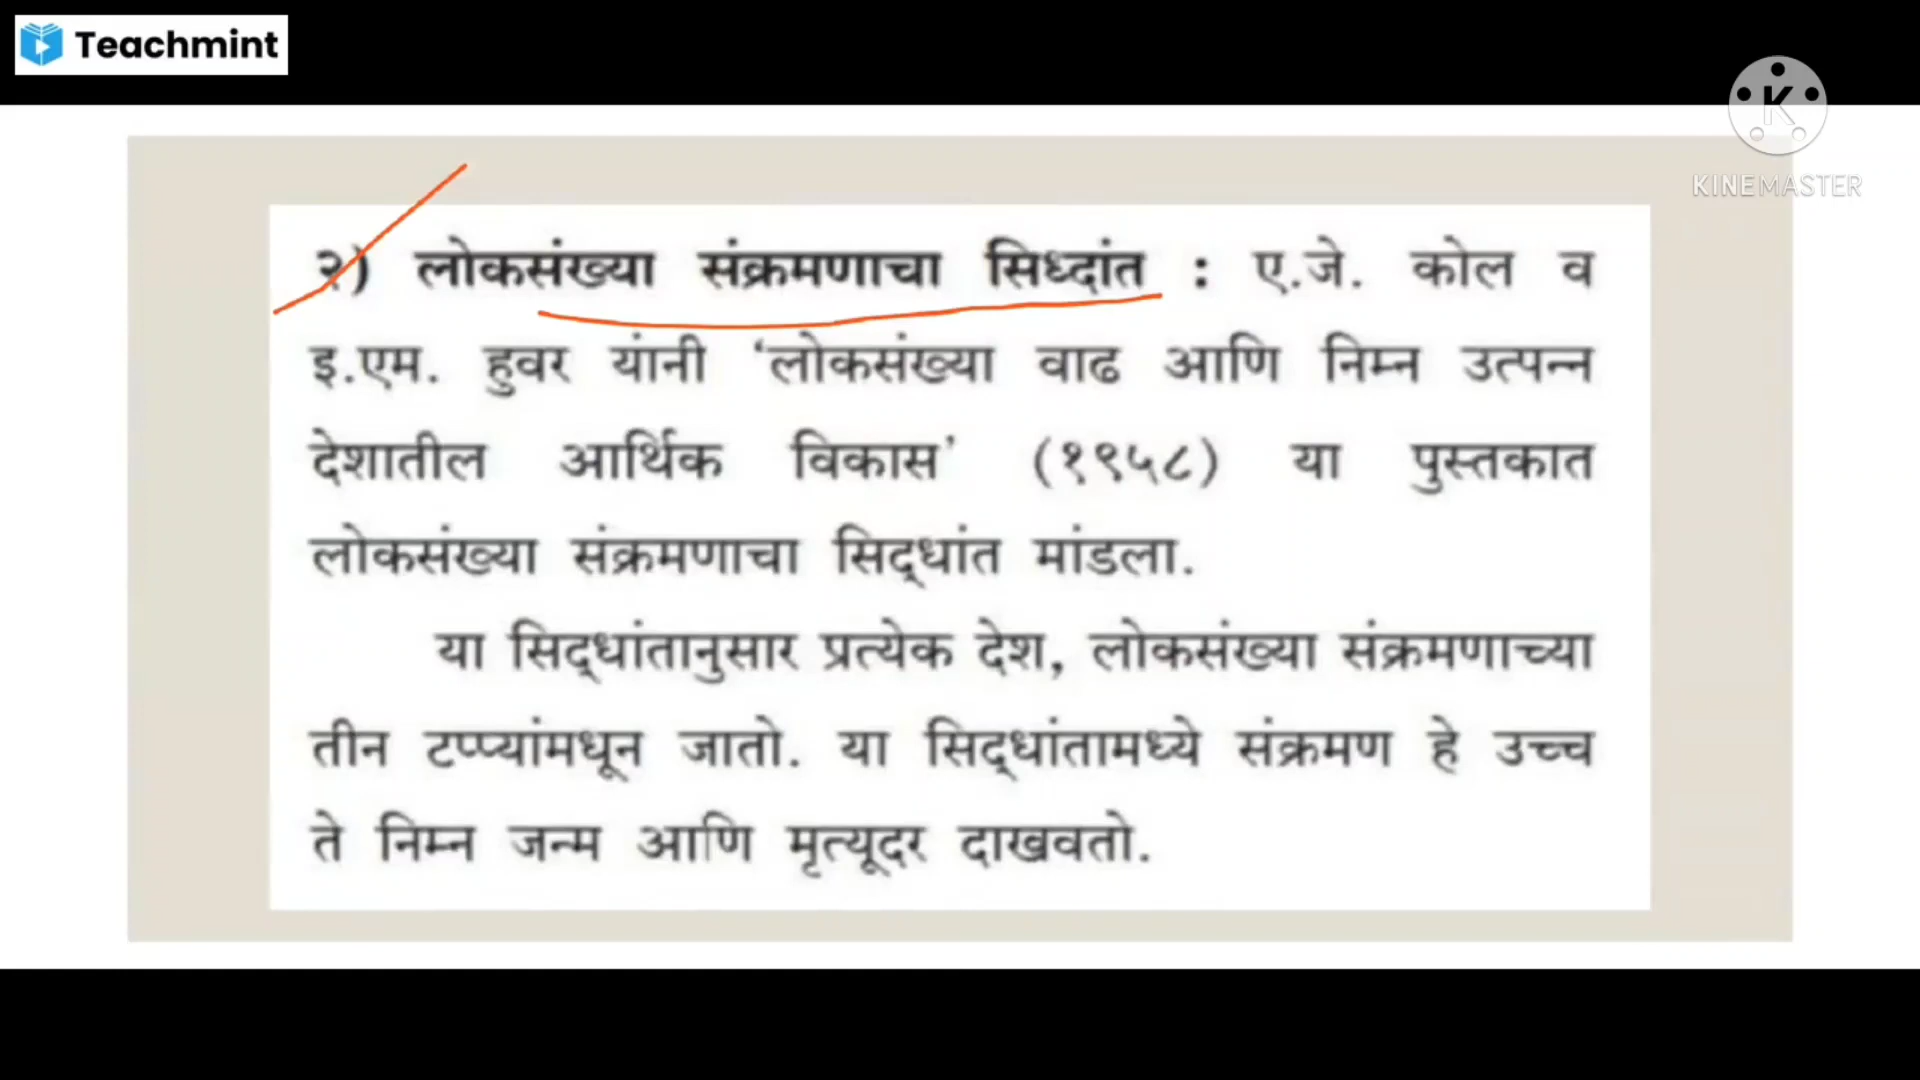 Teachmint
KINEMASTER
२) लोकसंख्या संक्रमणाचा सिध्दांत : ए.जे. कोल व
इ.एम. हुवर यांनी ‘लोकसंख्या वाढ आणि निम्न उत्पन्न
देशातील आर्थिक विकास’ (१९५८) या पुस्तकात
लोकसंख्या संक्रमणाचा सिद्धांत मांडला.
या सिद्धांतानुसार प्रत्येक देश, लोकसंख्या संक्रमणाच्या
तीन टप्प्यांमधून जातो. या सिद्धांतामध्ये संक्रमण हे उच्च
ते निम्न जन्म आणि मृत्यूदर दाखवतो.